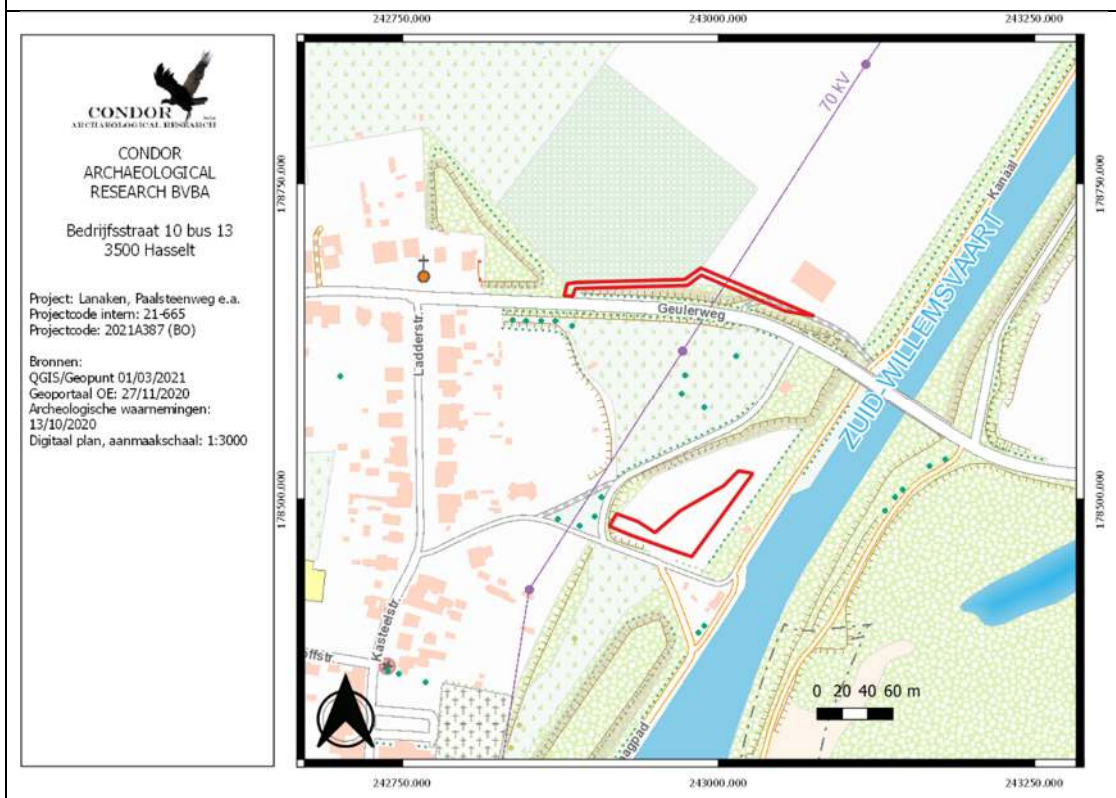 CONDOR
ARCHAEOLOGICAL RESEARCH
CONDOR
ARCHAEOLOGICAL
RESEARCH BVBA
Bedrijfsstraat 10 bus 13
3500 Hasselt
Project: Lanaken, Paalsteenweg e.a.
Projectcode intern: 21-665
Projectcode: 2021A387 (BO)
Bronnen:
QGIS/Geopunt 01/03/2021
Geoportaal OE: 27/11/2020
Archeologische waarnemingen:
13/10/2020
Digitaal plan, aanmaakschaal: 1:3000
242750,000
243000,000
243250,000
178750,000
178750,000
70 kV
Kanaal
ZUID-WILLEMSVAART
Geulerweg
Ladderstr.
178500,000
178500,000
Kasteelstr.
offstr.
agpad
0 20 40 60 m
242750,000
243000,000
243250,000